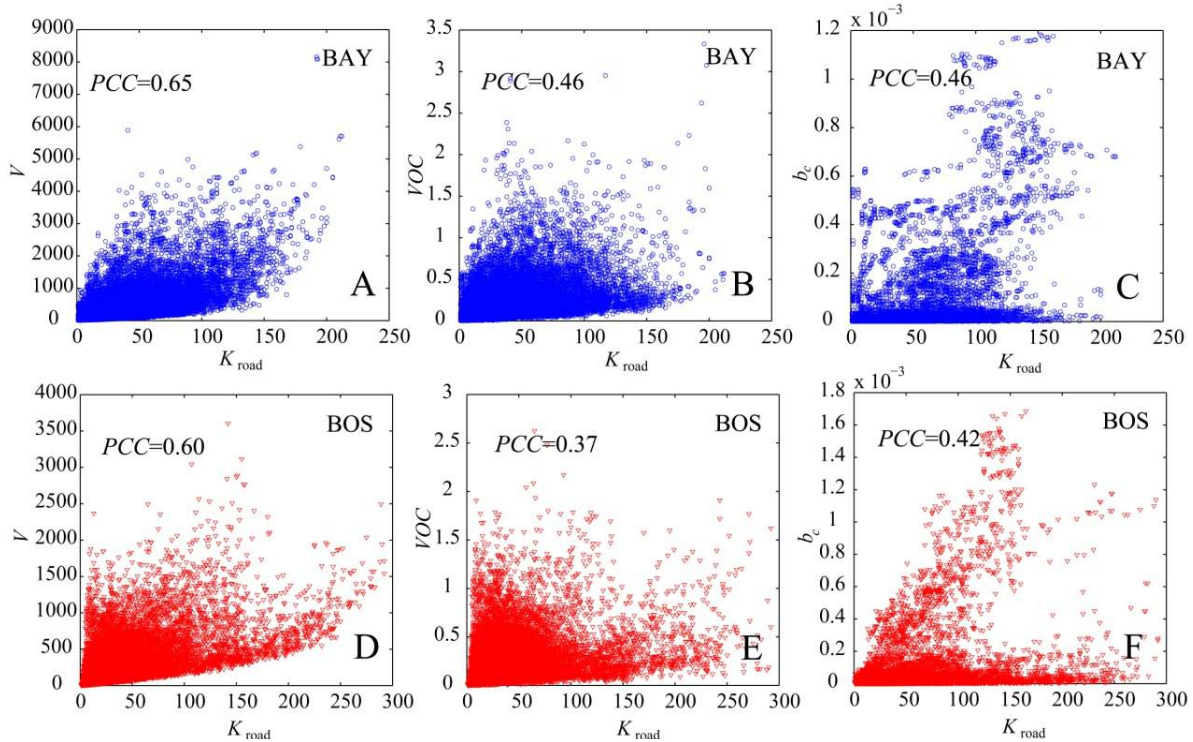 9000
8000
7000
6000
5000
4000
3000
2000
1000
0
V
PCC=0.65
BAY
A
0 50 100 150 200 250
K road
3.5
3
2.5
2
1.5
1
0.5
0
VOC
PCC=0.46
BAY
B
0 50 100 150 200 250
K road
x 10⁻³
1.2
1
0.8
0.6
0.4
0.2
0
b_c
PCC=0.46
BAY
C
0 50 100 150 200 250
K road
4000
3500
3000
2500
2000
1500
1000
500
0
V
PCC=0.60
BOS
D
0 50 100 150 200 250 300
K road
3
2.5
2
1.5
1
0.5
0
VOC
PCC=0.37
BOS
E
0 50 100 150 200 250 300
K road
x 10⁻³
1.8
1.6
1.4
1.2
1
0.8
0.6
0.4
0.2
0
b_c
PCC=0.42
BOS
F
0 50 100 150 200 250 300
K road